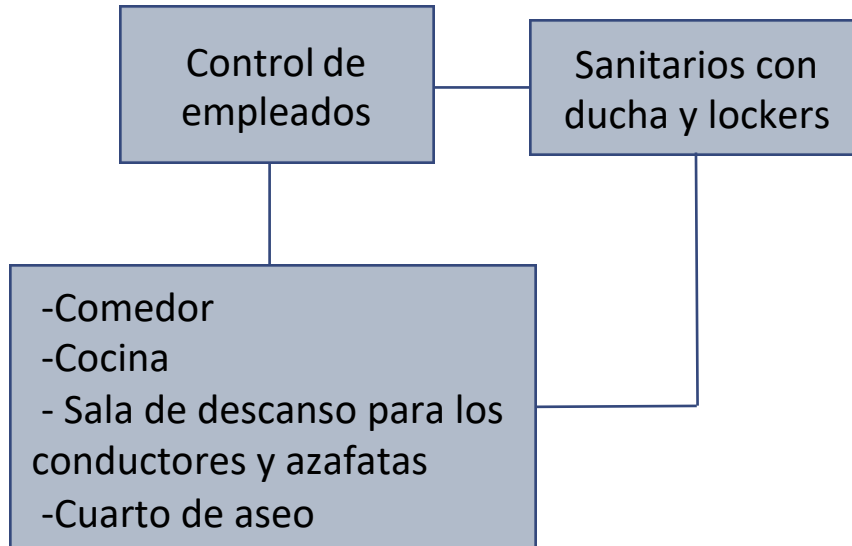 Control de
empleados
Sanitarios con
ducha y lockers
-Comedor
-Cocina
- Sala de descanso para los
conductores y azafatas
-Cuarto de aseo